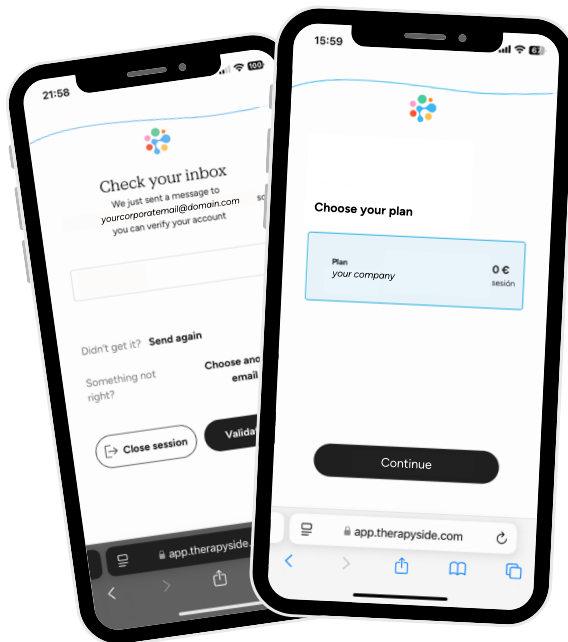 21:58
100
Check your inbox
We just sent a message to
yourcorporatemail@domain.com so
you can verify your account
Didn't get it? Send again
Something not
right?
Choose
email
Close session
app.therapyside.
15:59
Choose your plan
Plan
your company
0 €
sesión
Continue
app.therapyside.com